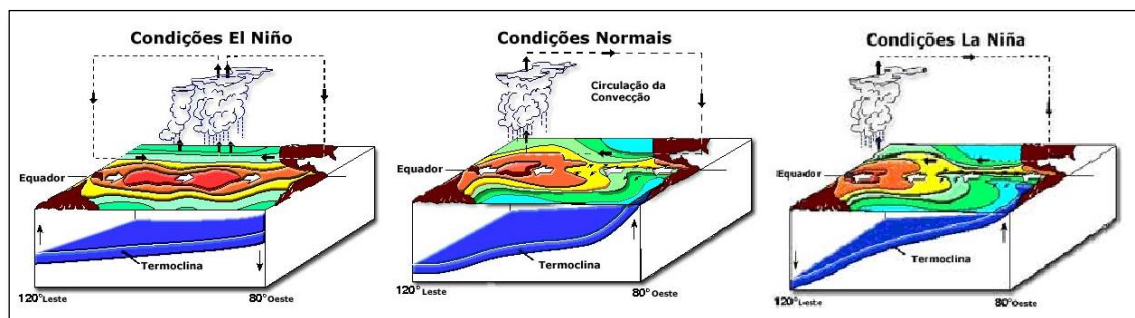 Condições El Niño
Equador
Termoclina
120° Leste
80° Oeste
Condições Normais
Circulação da
Convecção
Equador
Termoclina
120° Leste
80° Oeste
Condições La Niña
Equador
Termoclina
120° Leste
80° Oeste